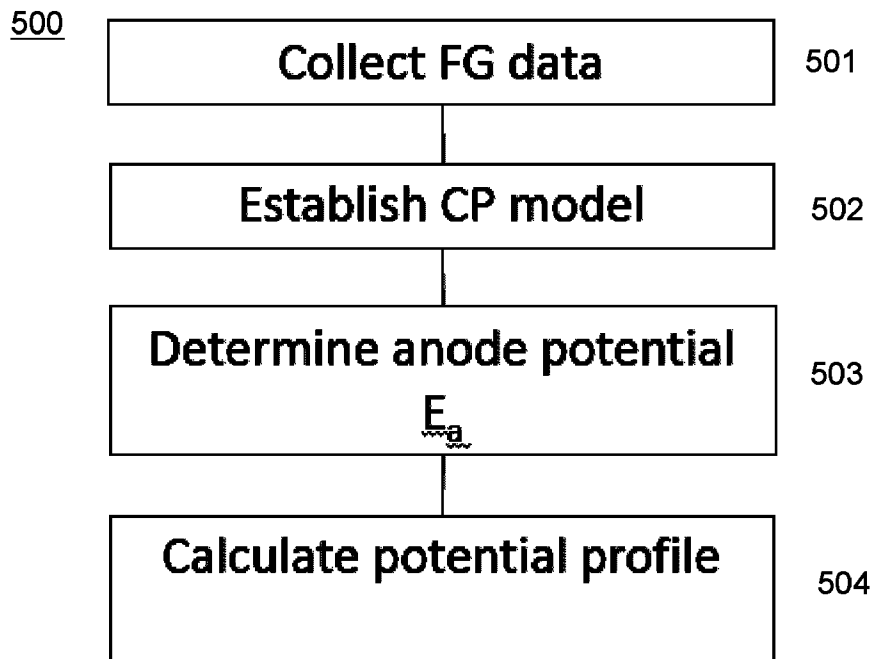 500
Collect FG data
501
Establish CP model
502
Determine anode potential
Ea
503
Calculate potential profile
504